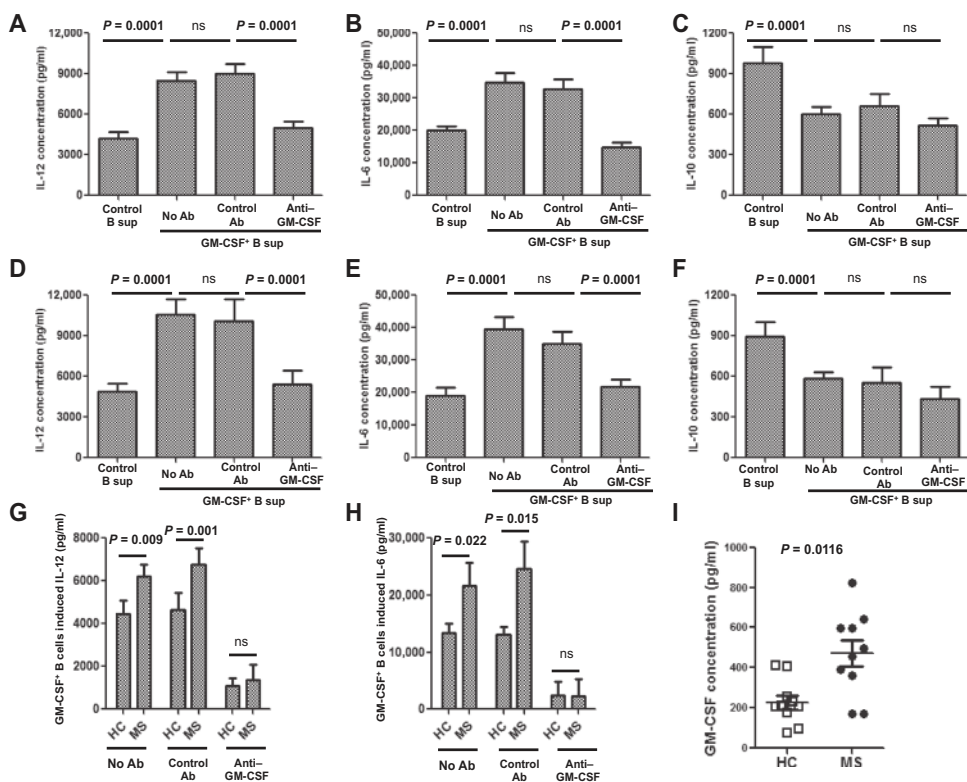 A
P = 0.0001 ns P = 0.0001
IL-12 concentration (pg/ml)
12,000
9000
6000
3000
0
Control B sup
No Ab
Control Ab
Anti–GM-CSF
GM-CSF+ B sup
B
P = 0.0001 ns P = 0.0001
IL-6 concentration (pg/ml)
50,000
40,000
30,000
20,000
10,000
0
Control B sup
No Ab
Control Ab
Anti–GM-CSF
GM-CSF+ B sup
C
P = 0.0001 ns ns
IL-10 concentration (pg/ml)
1200
900
600
300
0
Control B sup
No Ab
Control Ab
Anti–GM-CSF
GM-CSF+ B sup
D
P = 0.0001 ns P = 0.0001
IL-12 concentration (pg/ml)
12,000
9000
6000
3000
0
Control B sup
No Ab
Control Ab
Anti–GM-CSF
GM-CSF+ B sup
E
P = 0.0001 ns P = 0.0001
IL-6 concentration (pg/ml)
50,000
40,000
30,000
20,000
10,000
0
Control B sup
No Ab
Control Ab
Anti–GM-CSF
GM-CSF+ B sup
F
P = 0.0001 ns ns
IL-10 concentration (pg/ml)
1200
900
600
300
0
Control B sup
No Ab
Control Ab
Anti–GM-CSF
GM-CSF+ B sup
G
GM-CSF+ B cells induced IL-12 (pg/ml)
8000
6000
4000
2000
0
P = 0.009
P = 0.001
ns
HC MS HC MS HC MS
No Ab
Control Ab
Anti–GM-CSF
H
GM-CSF+ B cells induced IL-6 (pg/ml)
30,000
20,000
10,000
0
P = 0.022
P = 0.015
ns
HC MS HC MS HC MS
No Ab
Control Ab
Anti–GM-CSF
I
P = 0.0116
GM-CSF concentration (pg/ml)
1000
800
600
400
200
0
HC MS